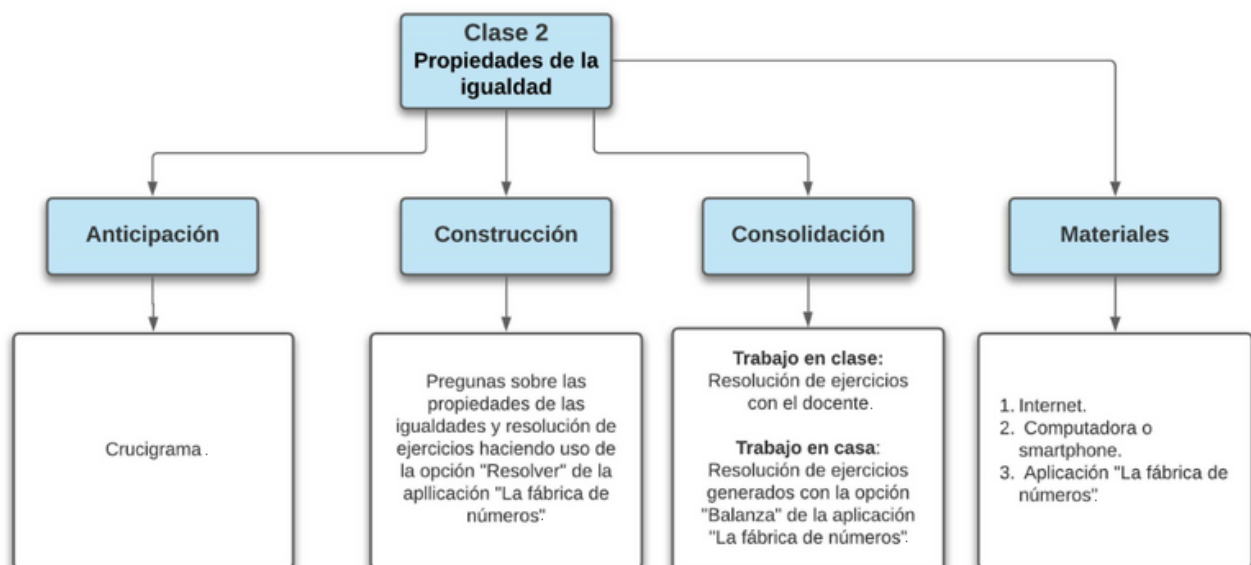 Clase 2
Propiedades de la
igualdad
Anticipación
Construcción
Consolidación
Materiales
Crucigrama .
Pregunas sobre las
propiedades de las
igualdades y resolución de
ejercicios haciendo uso de
la opción "Resolver" de la
apllicación "La fábrica de
números".
Trabajo en clase:
Resolución de ejercicios
con el docente.
Trabajo en casa:
Resolución de ejercicios
generados con la opción
"Balanza" de la aplicación
"La fábrica de números".
1. Internet.
2. Computadora o
smartphone.
3. Aplicación "La fábrica de
números".